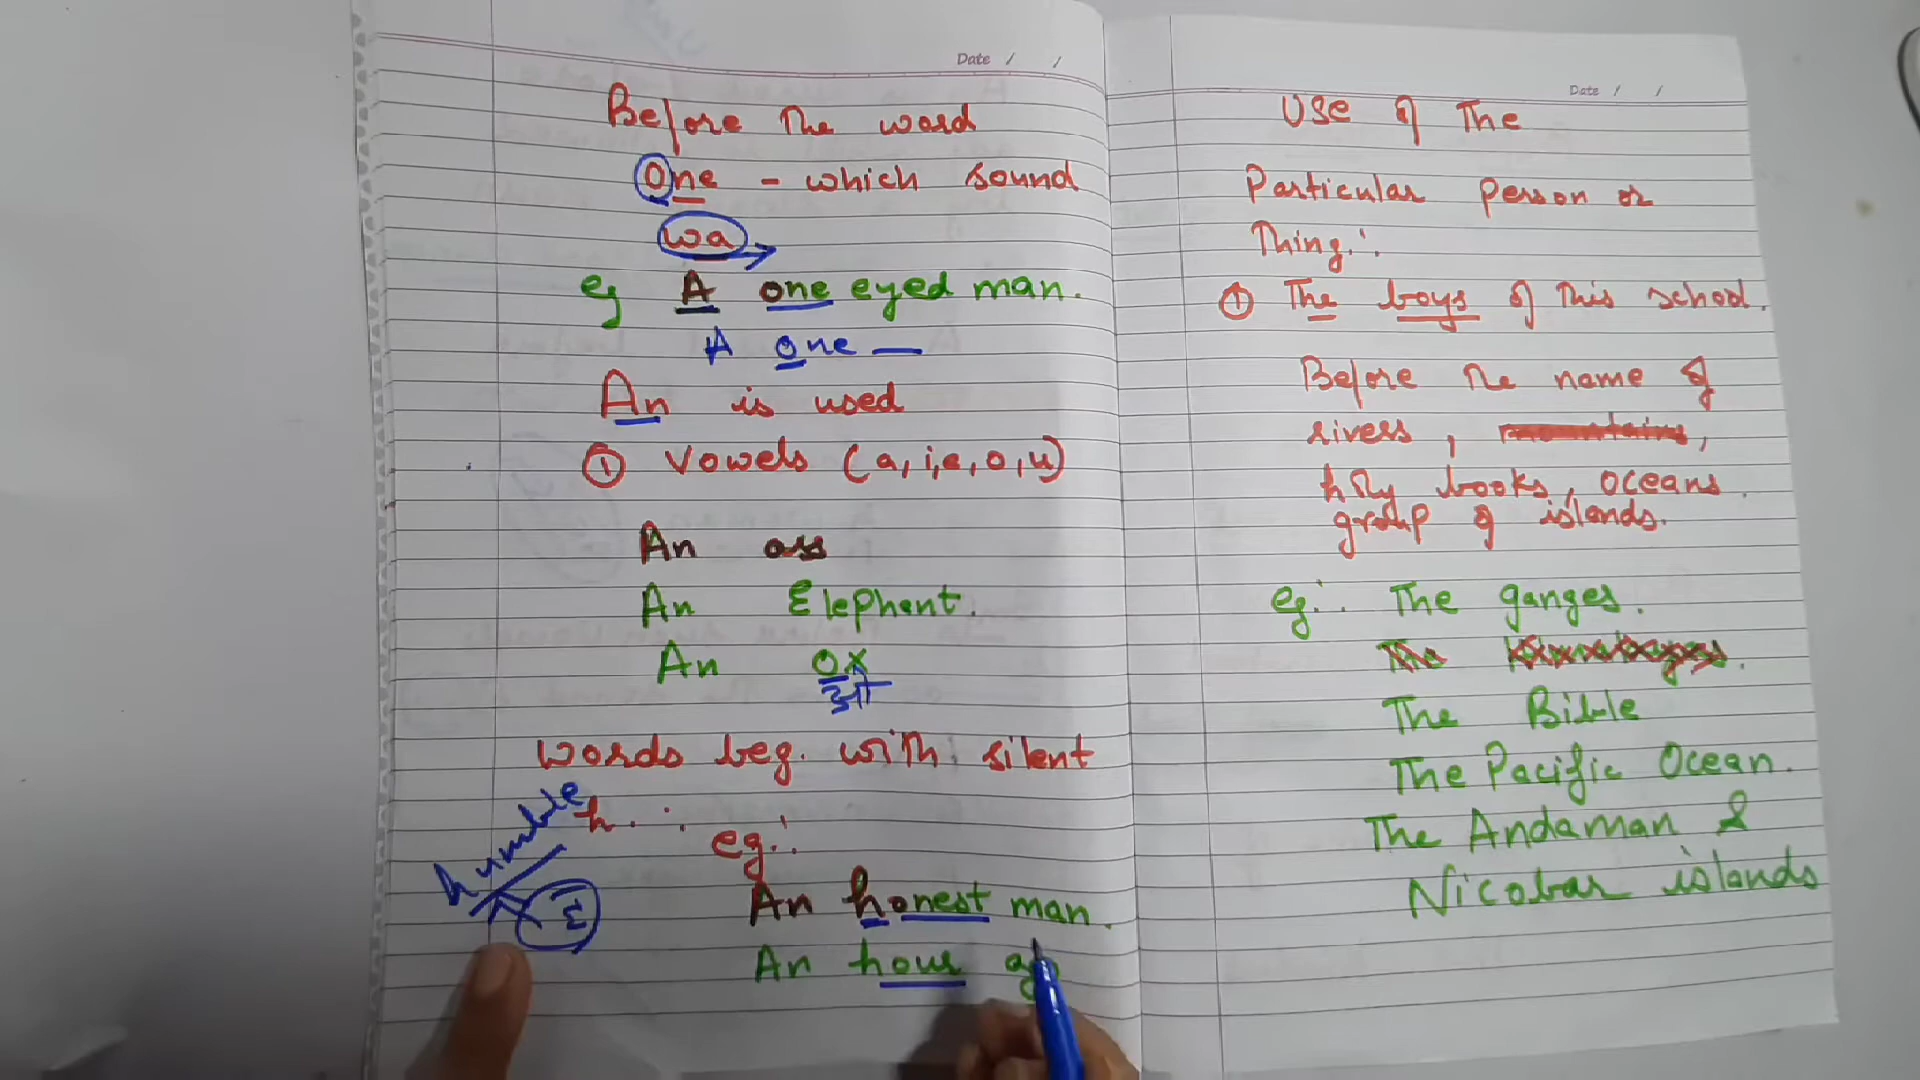 Date / /
Before The word
One - which sound
wa
eg A one eyed man.
A one
An is used
① Vowels (a, i, e, o, u)
An ass
An Elephant.
An Ox
words beg. with silent
h
humble
eg:
An honest man.
An hour
Date / /
USe of The
Particular Person or
Thing:
① The boys of This school.
Before The name of
rivers, mountains,
holy books, oceans
group of islands.
eg: The ganges.
The
The Bible
The Pacific Ocean.
The Andaman &
Nicobar islands